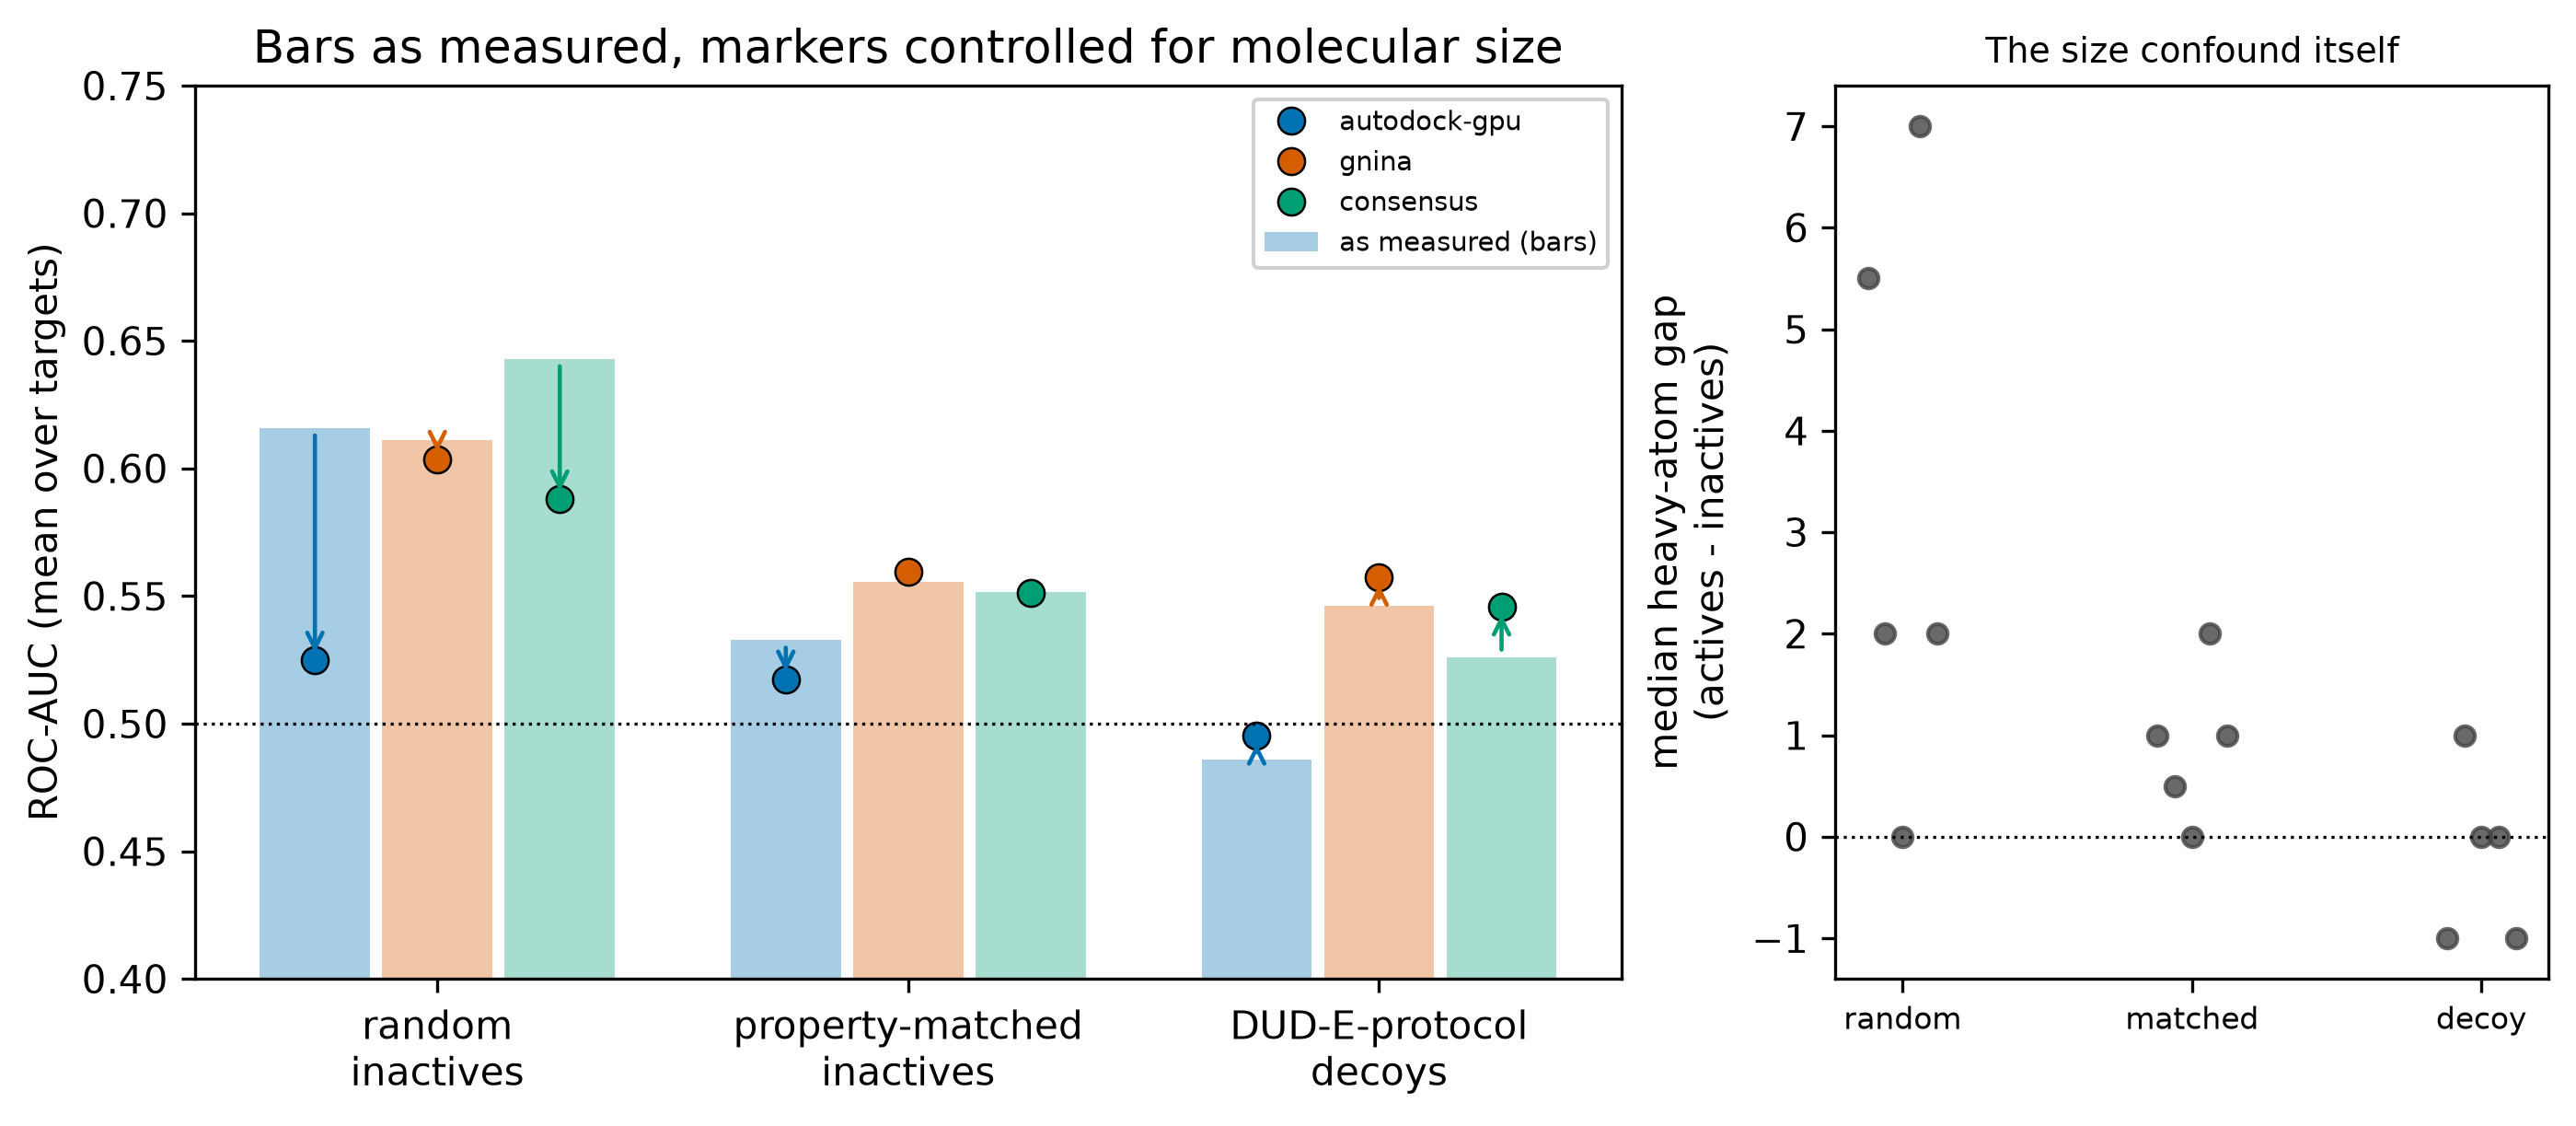 Bars as measured, markers controlled for molecular size
ROC-AUC (mean over targets)
0.75
0.70
0.65
0.60
0.55
0.50
0.45
0.40
autodock-gpu
gnina
consensus
as measured (bars)
random
inactives
property-matched
inactives
DUD-E-protocol
decoys
The size confound itself
median heavy-atom gap
(actives - inactives)
7
6
5
4
3
2
1
0
−1
random
matched
decoy